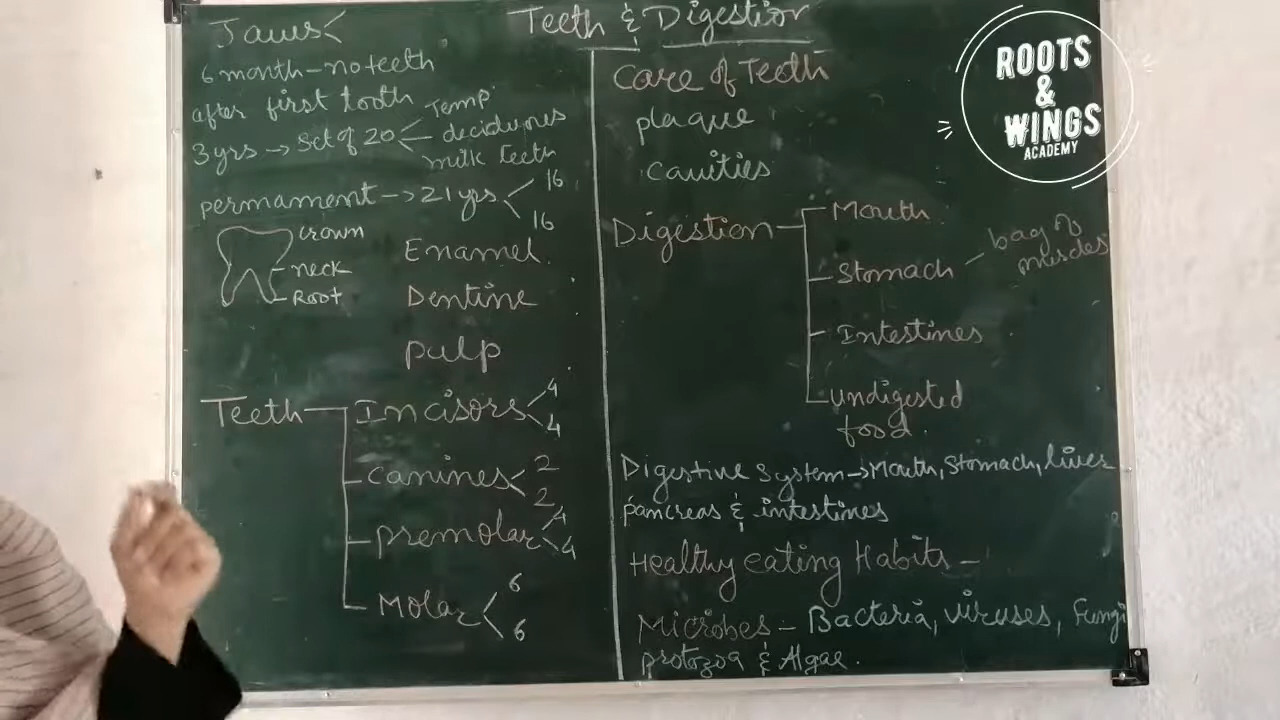 Teeth & Digestion
Jaws <
6 month - no teeth
after first tooth
3 yrs → set of 20
Temp
deciduous
milk teeth
permament → 21 yrs < 16
16
crown
neck
Root
Enamel
Dentine
pulp
Teeth
Incisors < 4
4
canines < 2
2
premolar < 4
4
Molar < 6
6
Care of Teeth
plaque
cavities
Digestion
Mouth
Stomach - bag of
muscles
Intestines
undigested
food.
Digestive System → Mouth, Stomach, liver
páncreas & intestines
Healthy eating Habits -
Microbes - Bacteria, viruses, Fungi
protozoa & Algae.
ROOTS
&
WINGS
ACADEMY